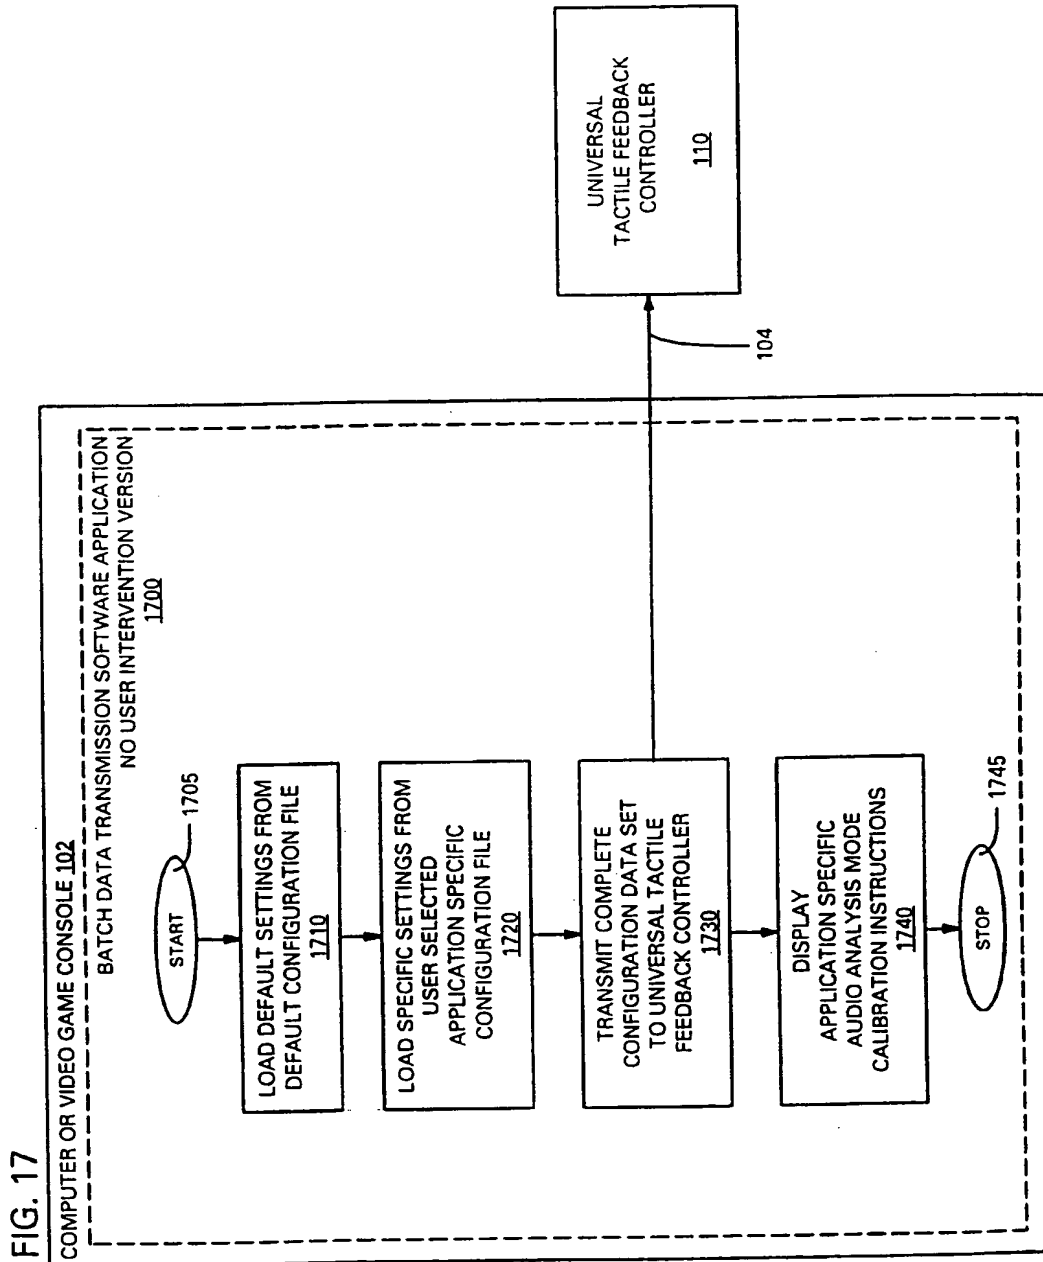 FIG. 17
COMPUTER OR VIDEO GAME CONSOLE 102
BATCH DATA TRANSMISSION SOFTWARE APPLICATION
NO USER INTERVENTION VERSION
1700
START
1705
LOAD DEFAULT SETTINGS FROM
DEFAULT CONFIGURATION FILE
1710
LOAD SPECIFIC SETTINGS FROM
USER SELECTED
APPLICATION SPECIFIC
CONFIGURATION FILE
1720
TRANSMIT COMPLETE
CONFIGURATION DATA SET
TO UNIVERSAL TACTILE
FEEDBACK CONTROLLER
1730
DISPLAY
APPLICATION SPECIFIC
AUDIO ANALYSIS MODE
CALIBRATION INSTRUCTIONS
1740
STOP
1745
104
UNIVERSAL
TACTILE FEEDBACK
CONTROLLER
110